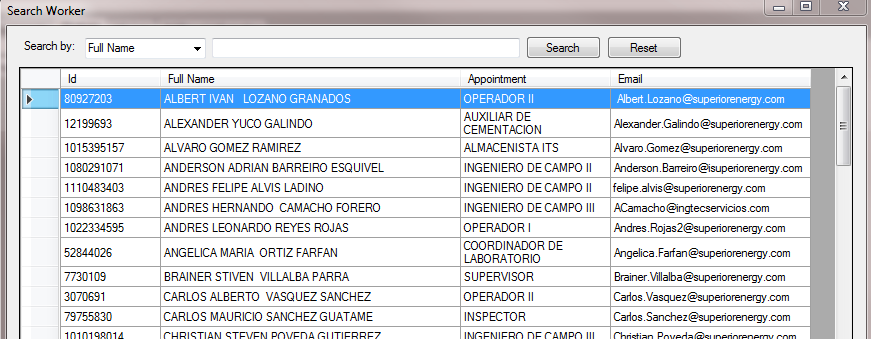 Search Worker
Search by: Full Name Search Reset
Id Full Name Appointment Email
80927203 ALBERT IVAN LOZANO GRANADOS OPERADOR II Albert.Lozano@superiorenergy.com
12199693 ALEXANDER YUCO GALINDO AUXILIAR DE CEMENTACION Alexander.Galindo@superiorenergy.com
1015395157 ALVARO GOMEZ RAMIREZ ALMACENISTA ITS Alvaro.Gomez@superiorenergy.com
1080291071 ANDERSON ADRIAN BARREIRO ESQUIVEL INGENIERO DE CAMPO II Anderson.Barreiro@isuperiorenergy.com
1110483403 ANDRES FELIPE ALVIS LADINO INGENIERO DE CAMPO II felipe.alvis@superiorenergy.com
1098631863 ANDRES HERNANDO CAMACHO FORERO INGENIERO DE CAMPO III ACamacho@ingtecservicios.com
1022334595 ANDRES LEONARDO REYES ROJAS OPERADOR I Andres.Rojas2@superiorenergy.com
52844026 ANGELICA MARIA ORTIZ FARFAN COORDINADOR DE LABORATORIO Angelica.Farfan@superiorenergy.com
7730109 BRAINER STIVEN VILLALBA PARRA SUPERVISOR Brainer.Villalba@superiorenergy.com
3070691 CARLOS ALBERTO VASQUEZ SANCHEZ OPERADOR II Carlos.Vasquez@superiorenergy.com
79755830 CARLOS MAURICIO SANCHEZ GUATAME INSPECTOR Carlos.Sanchez@superiorenergy.com
1010198014 CHRISTIAN STEVEN POVEDA GUTIERREZ INGENIERO DE CAMPO III Christian.Poveda@superiorenergy.com